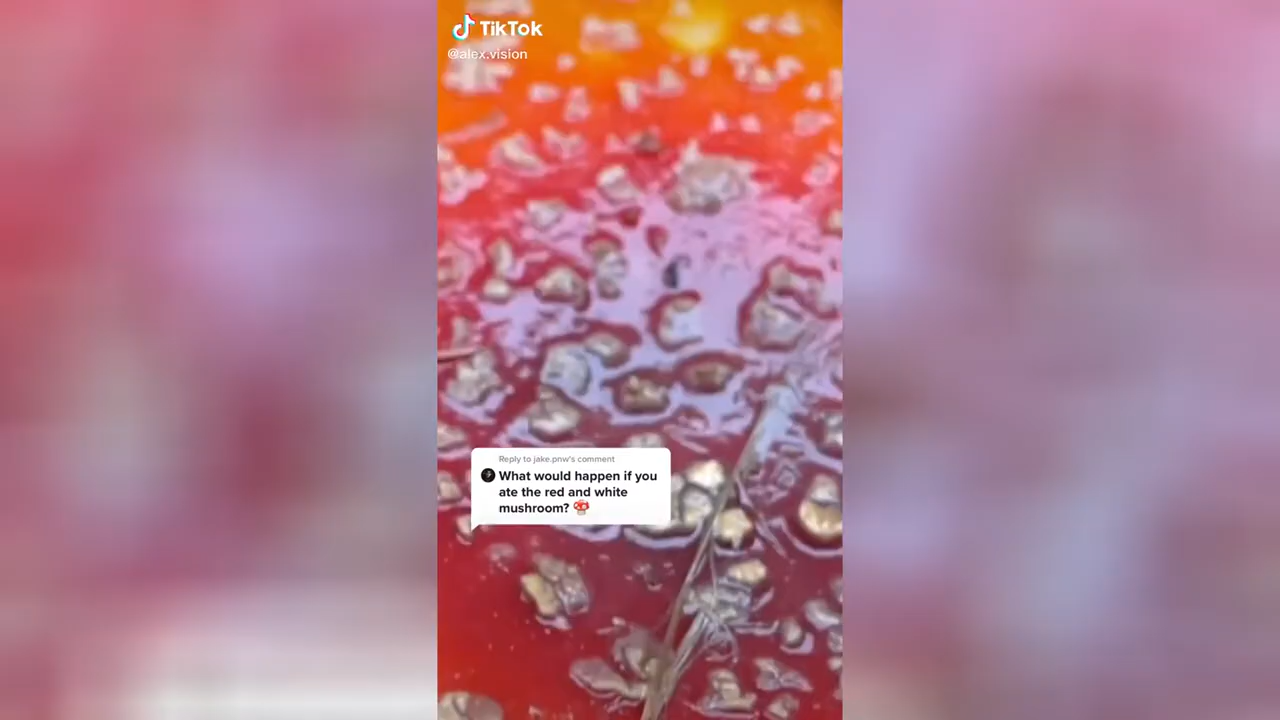 TikTok
@alex.vision
Reply to jake.pnw's comment
What would happen if you
ate the red and white
mushroom? 🍄